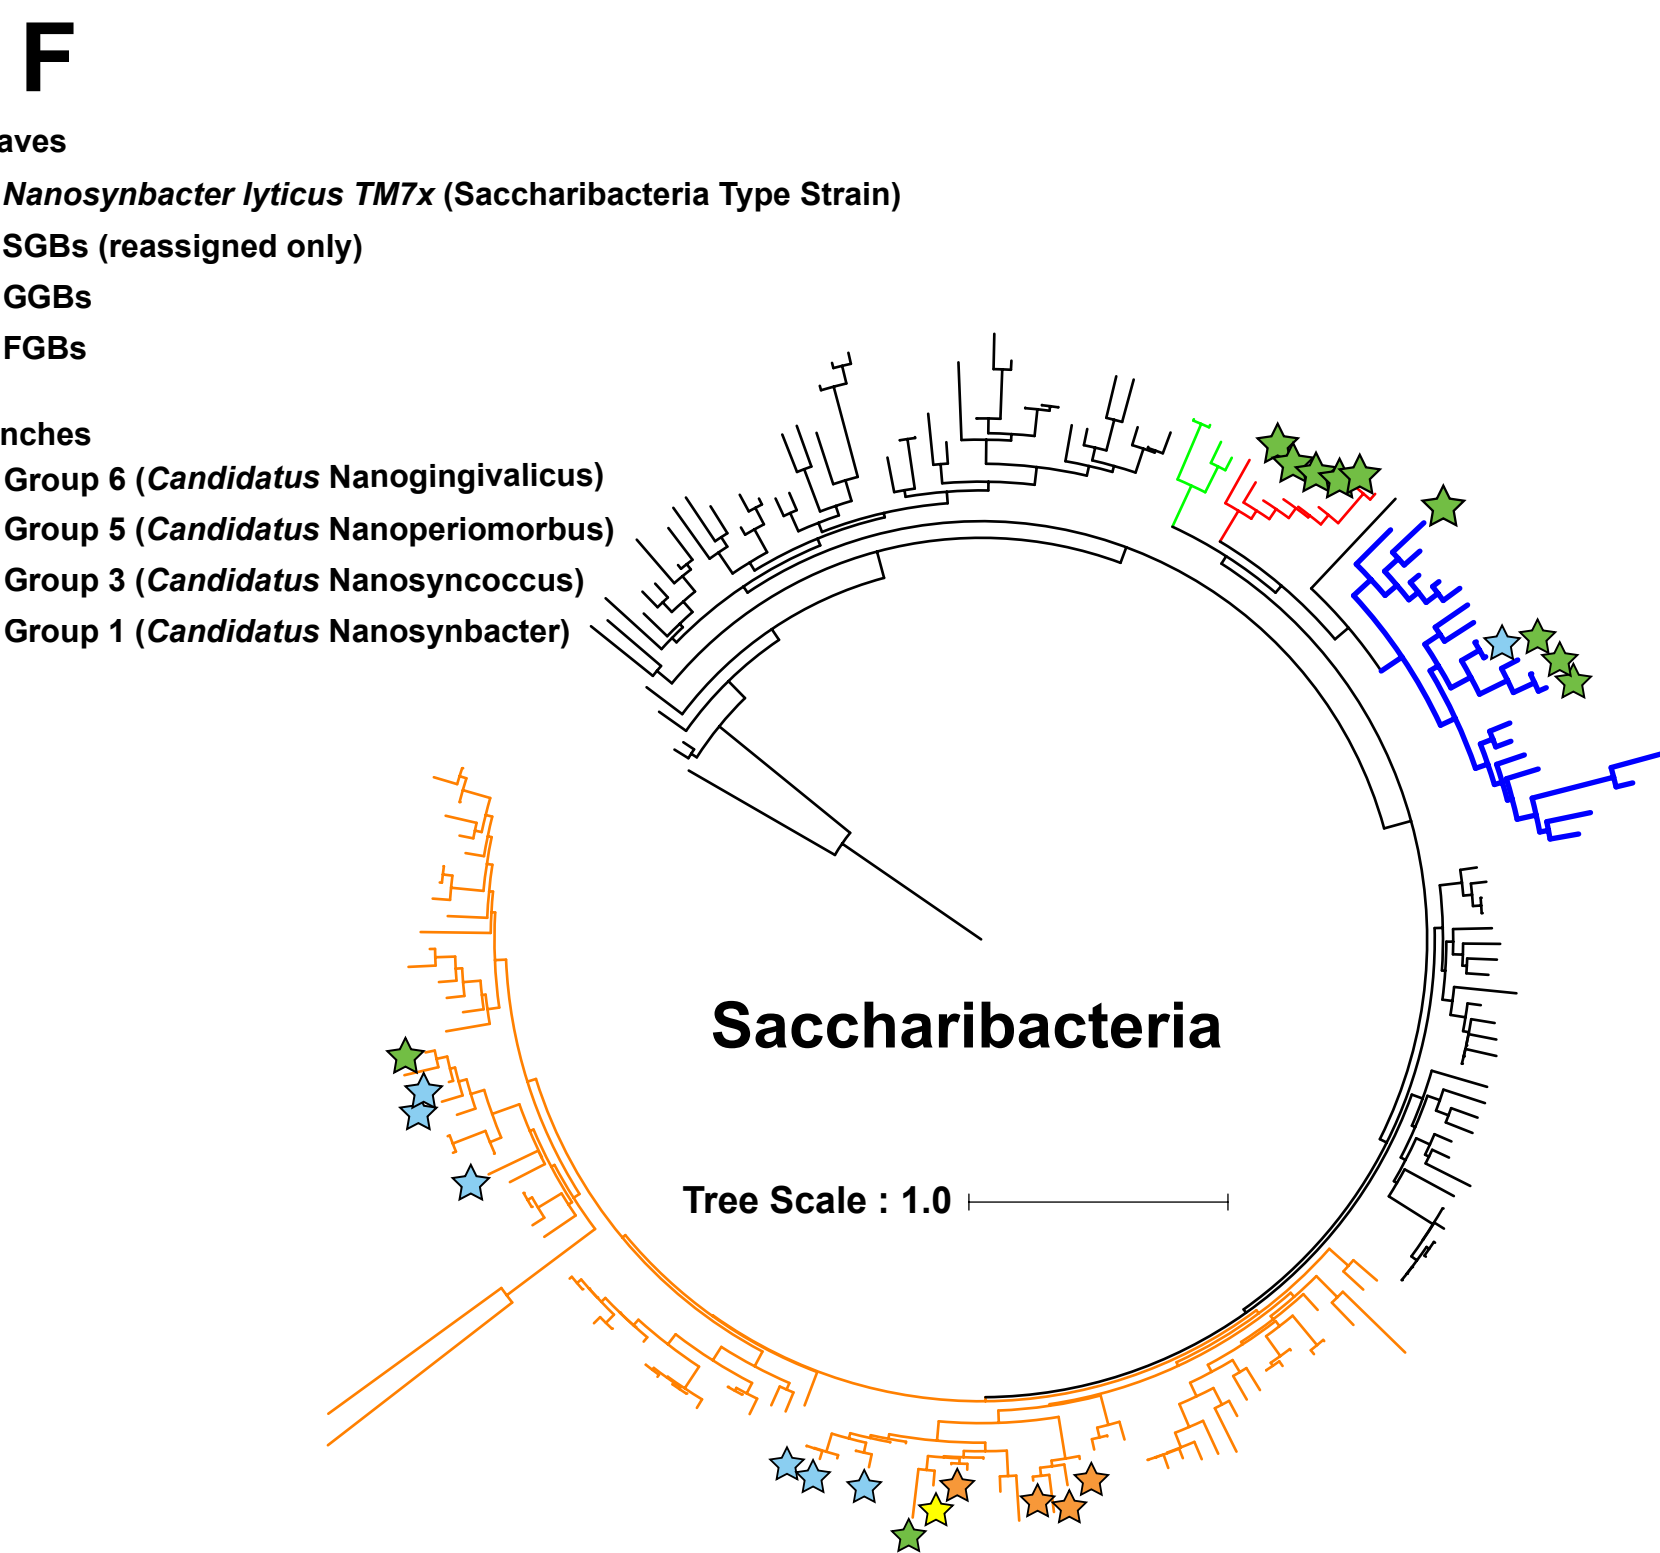 F
aves
Nanosynbacter lyticus TM7x (Saccharibacteria Type Strain)
SGBs (reassigned only)
GGBs
FGBs
nches
Group 6 (Candidatus Nanogingivalicus)
Group 5 (Candidatus Nanoperiomorbus)
Group 3 (Candidatus Nanosyncoccus)
Group 1 (Candidatus Nanosynbacter)
Saccharibacteria
Tree Scale : 1.0